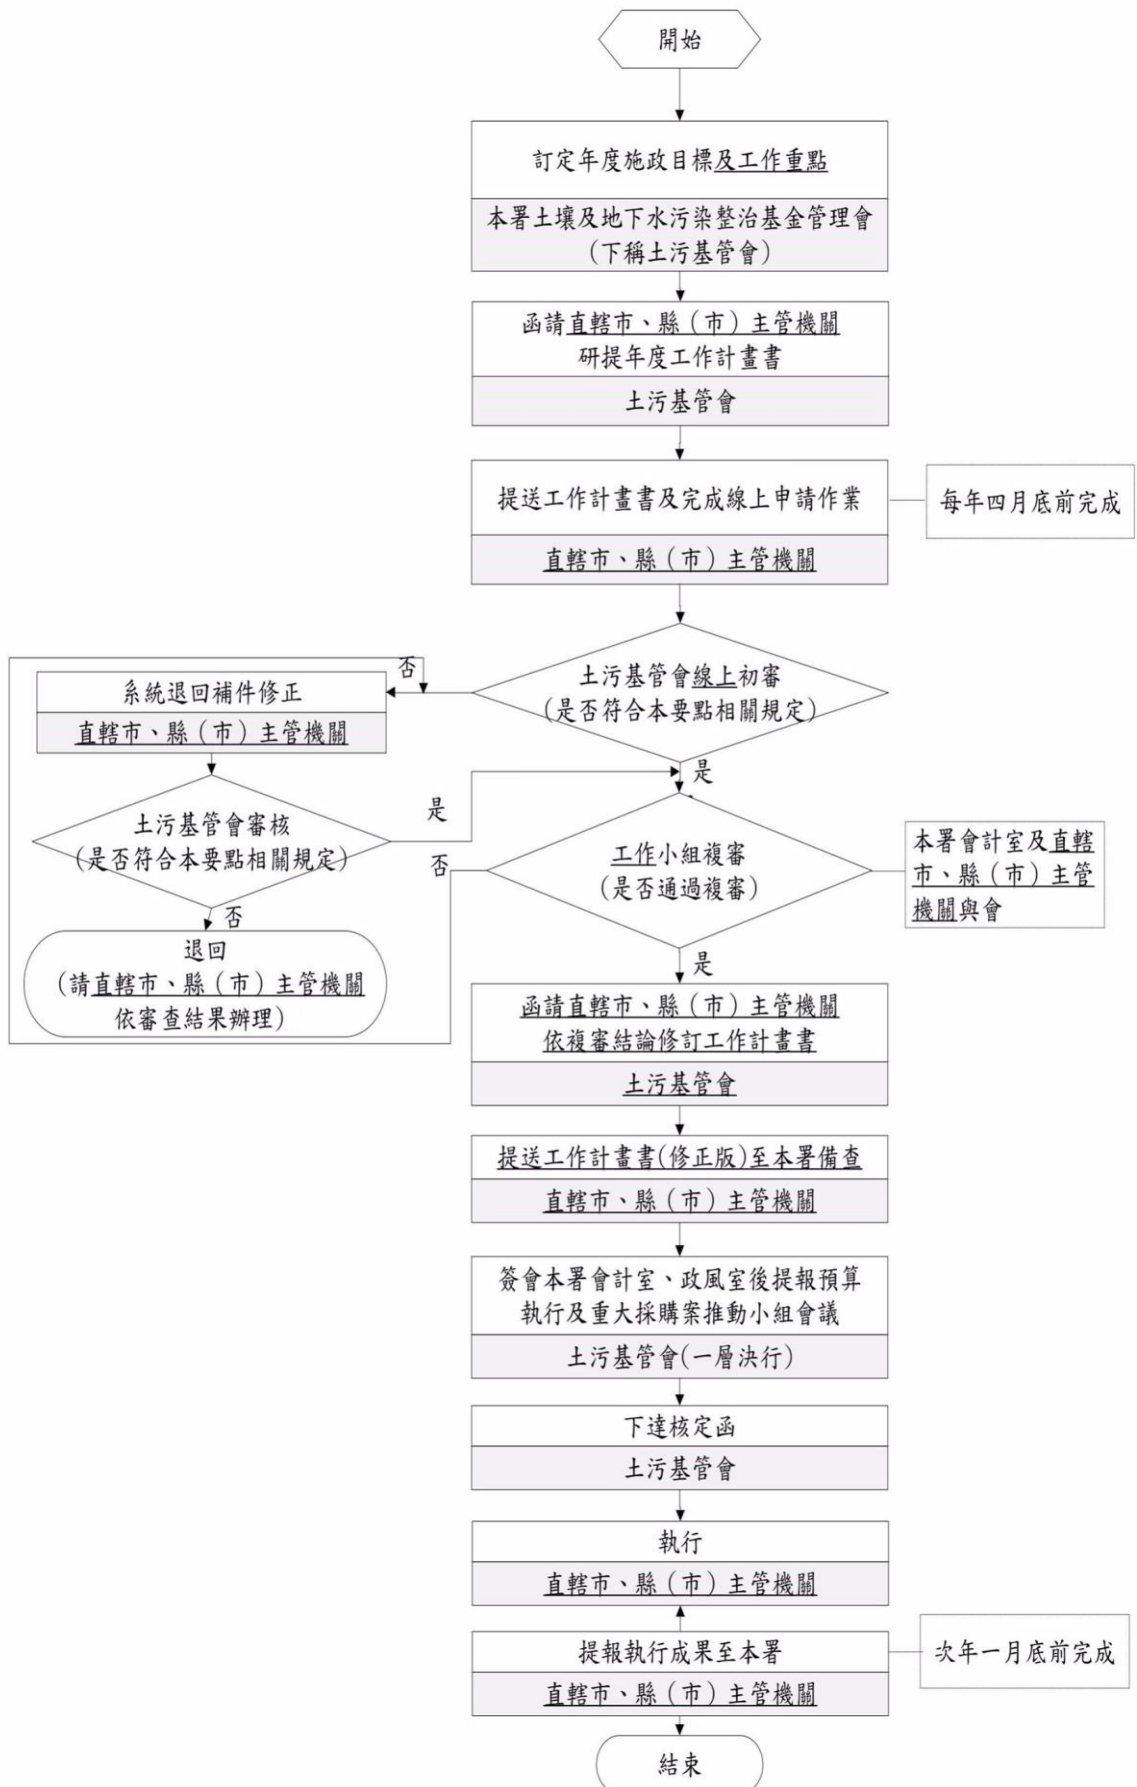 開始
訂定年度施政目標及工作重點
本署土壤及地下水污染整治基金管理會
(下稱土污基管會)
函請直轄市、縣(市)主管機關
研提年度工作計畫書
土污基管會
提送工作計畫書及完成線上申請作業
每年四月底前完成
直轄市、縣(市)主管機關
土污基管會線上初審
(是否符合本要點相關規定)
否
系統退回補件修正
直轄市、縣(市)主管機關
是
土污基管會審核
(是否符合本要點相關規定)
是
否
退回
(請直轄市、縣(市)主管機關
依審查結果辦理)
工作小組複審
(是否通過複審)
否
本署會計室及直轄
市、縣(市)主管
機關與會
是
函請直轄市、縣(市)主管機關
依複審結論修訂工作計畫書
土污基管會
提送工作計畫書(修正版)至本署備查
直轄市、縣(市)主管機關
簽會本署會計室、政風室後提報預算
執行及重大採購案推動小組會議
土污基管會(一層決行)
下達核定函
土污基管會
執行
直轄市、縣(市)主管機關
提報執行成果至本署
次年一月底前完成
直轄市、縣(市)主管機關
結束